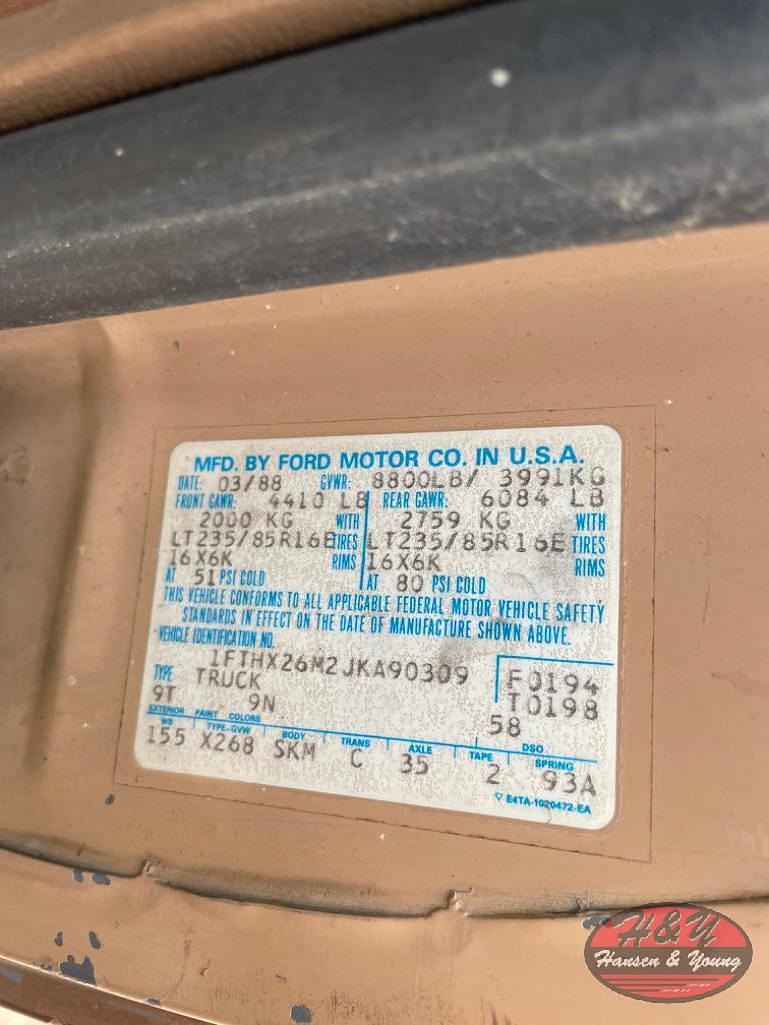 MFD. BY FORD MOTOR CO. IN U.S.A.
DATE: 03/88 GVWR: 8800LB/ 3991KG
FRONT GAWR: 4410 LB REAR GAWR: 6084 LB
2000 KG WITH 2759 KG WITH
LT235/85R16E TIRES LT235/85R16E TIRES
16X6K RIMS 16X6K RIMS
AT 51 PSI COLD AT 80 PSI COLD
THIS VEHICLE CONFORMS TO ALL APPLICABLE FEDERAL MOTOR VEHICLE SAFETY
STANDARDS IN EFFECT ON THE DATE OF MANUFACTURE SHOWN ABOVE.
VEHICLE IDENTIFICATION NO.
1FTHX26M2JKA90309 F0194
TYPE TRUCK T0198
9T 9N 58
EXTERIOR PAINT COLORS DSO
WB TYPE-GVW BODY TRANS AXLE TAPE SPRING
155 X268 SKM C 35 2 93A
E4TA-1020472-EA
H&Y
Hansen & Young